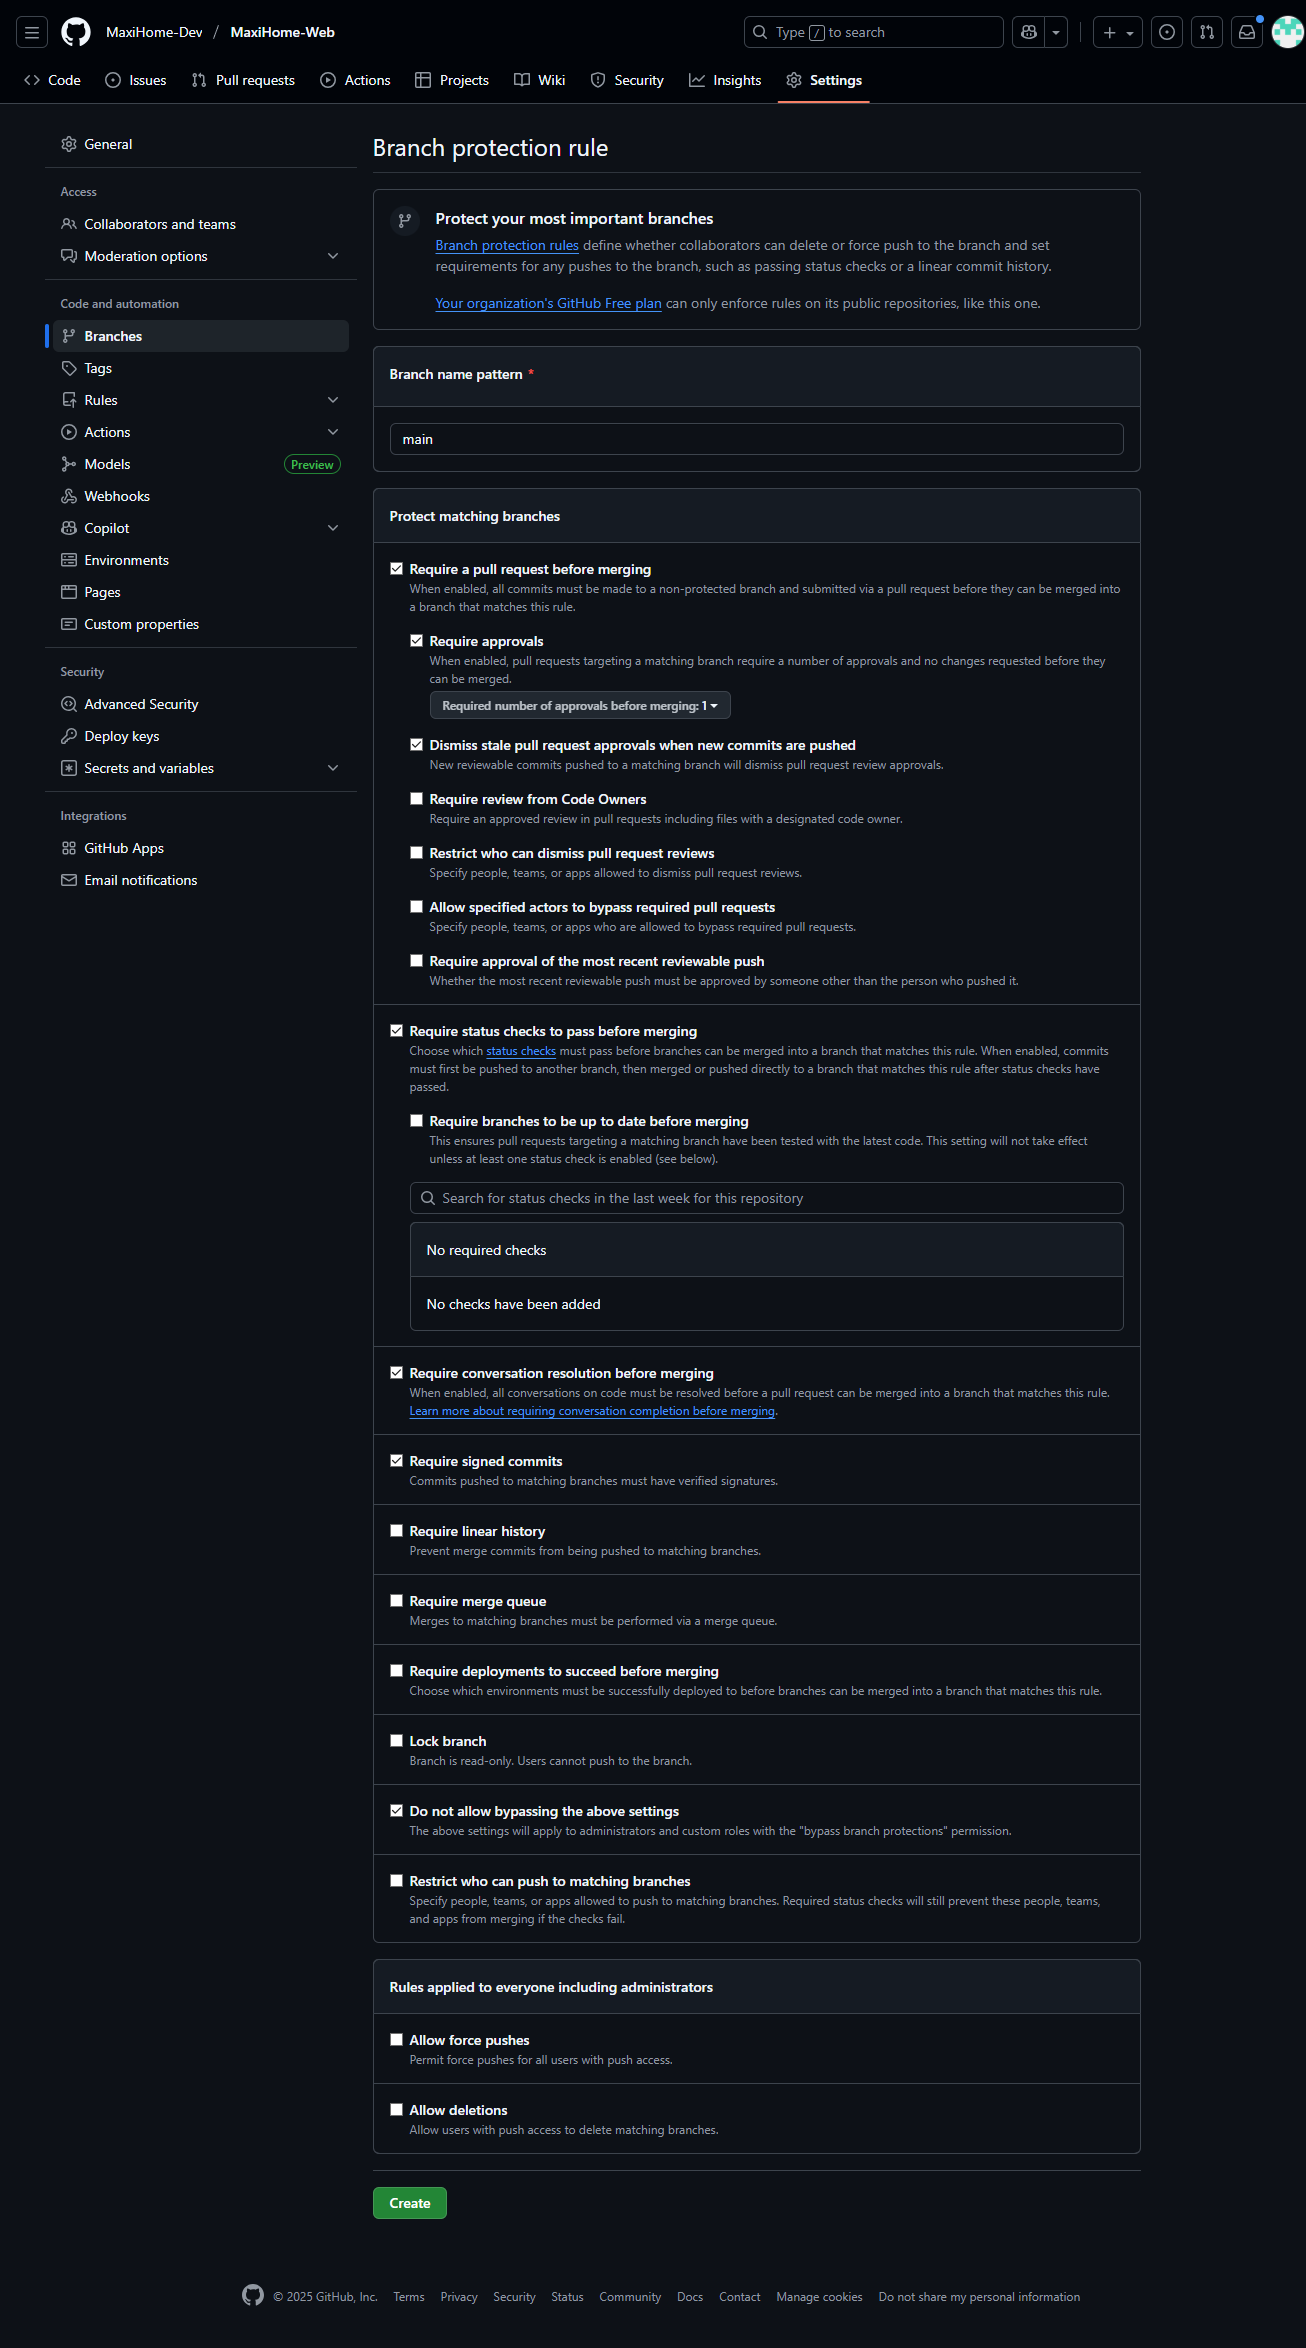 MaxiHome-Dev / MaxiHome-Web
Type / to search
Code Issues Pull requests Actions Projects Wiki Security Insights Settings
General
Access
Collaborators and teams
Moderation options
Code and automation
Branches
Tags
Rules
Actions
Models Preview
Webhooks
Copilot
Environments
Pages
Custom properties
Security
Advanced Security
Deploy keys
Secrets and variables
Integrations
GitHub Apps
Email notifications
Branch protection rule
Protect your most important branches
Branch protection rules define whether collaborators can delete or force push to the branch and set
requirements for any pushes to the branch, such as passing status checks or a linear commit history.
Your organization's GitHub Free plan can only enforce rules on its public repositories, like this one.
Branch name pattern *
main
Protect matching branches
Require a pull request before merging
When enabled, all commits must be made to a non-protected branch and submitted via a pull request before they can be merged into
a branch that matches this rule.
Require approvals
When enabled, pull requests targeting a matching branch require a number of approvals and no changes requested before they
can be merged.
Required number of approvals before merging: 1
Dismiss stale pull request approvals when new commits are pushed
New reviewable commits pushed to a matching branch will dismiss pull request review approvals.
Require review from Code Owners
Require an approved review in pull requests including files with a designated code owner.
Restrict who can dismiss pull request reviews
Specify people, teams, or apps allowed to dismiss pull request reviews.
Allow specified actors to bypass required pull requests
Specify people, teams, or apps who are allowed to bypass required pull requests.
Require approval of the most recent reviewable push
Whether the most recent reviewable push must be approved by someone other than the person who pushed it.
Require status checks to pass before merging
Choose which status checks must pass before branches can be merged into a branch that matches this rule. When enabled, commits
must first be pushed to another branch, then merged or pushed directly to a branch that matches this rule after status checks have
passed.
Require branches to be up to date before merging
This ensures pull requests targeting a matching branch have been tested with the latest code. This setting will not take effect
unless at least one status check is enabled (see below).
Search for status checks in the last week for this repository
No required checks
No checks have been added
Require conversation resolution before merging
When enabled, all conversations on code must be resolved before a pull request can be merged into a branch that matches this rule.
Learn more about requiring conversation completion before merging.
Require signed commits
Commits pushed to matching branches must have verified signatures.
Require linear history
Prevent merge commits from being pushed to matching branches.
Require merge queue
Merges to matching branches must be performed via a merge queue.
Require deployments to succeed before merging
Choose which environments must be successfully deployed to before branches can be merged into a branch that matches this rule.
Lock branch
Branch is read-only. Users cannot push to the branch.
Do not allow bypassing the above settings
The above settings will apply to administrators and custom roles with the "bypass branch protections" permission.
Restrict who can push to matching branches
Specify people, teams, or apps allowed to push to matching branches. Required status checks will still prevent these people, teams,
and apps from merging if the checks fail.
Rules applied to everyone including administrators
Allow force pushes
Permit force pushes for all users with push access.
Allow deletions
Allow users with push access to delete matching branches.
Create
© 2025 GitHub, Inc. Terms Privacy Security Status Community Docs Contact Manage cookies Do not share my personal information